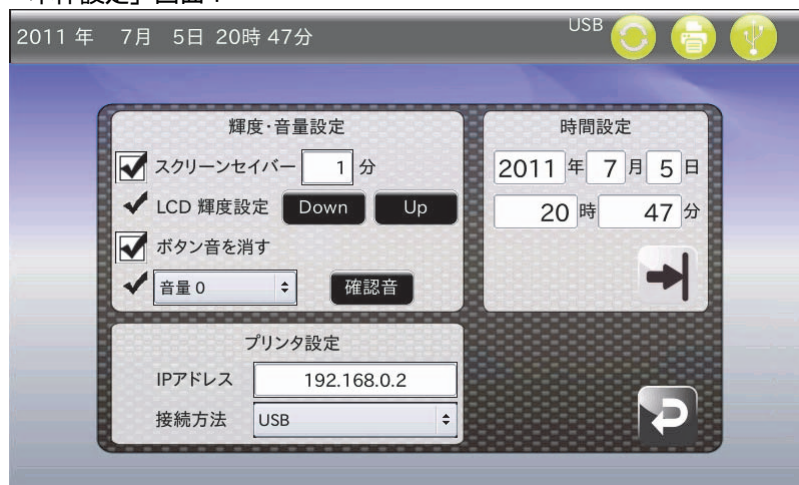 2011 年 7月 5日 20時 47分 USB
輝度・音量設定
スクリーンセイバー 1 分
LCD 輝度設定 Down Up
ボタン音を消す
音量 0 確認音
時間設定
2011 年 7 月 5 日
20 時 47 分
プリンタ設定
IPアドレス 192.168.0.2
接続方法 USB